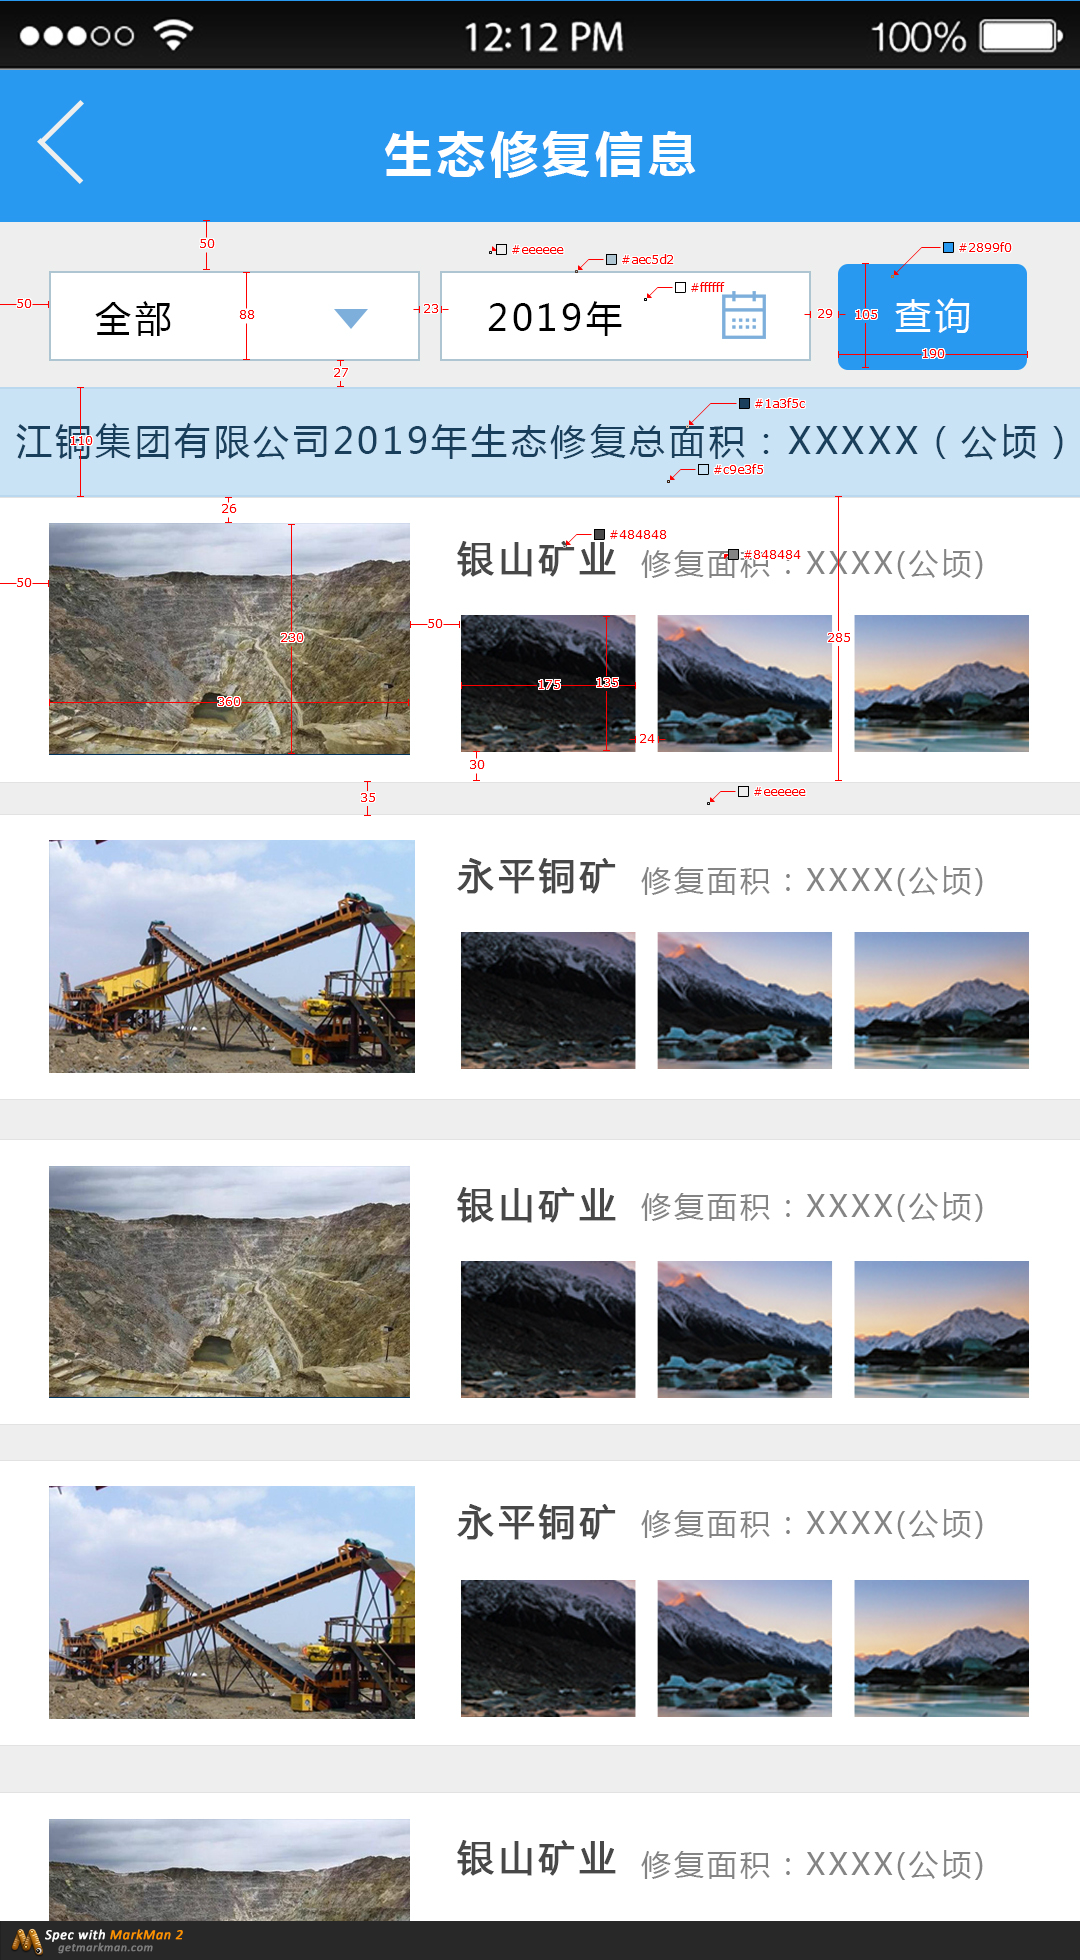 12:12 PM 100%
生态修复信息
50
#eeeeee
#aec5d2
#2899f0
#ffffff
50 全部 88 23 2019年 29 105 查询
190
27
#1a3f5c
江铜集团有限公司2019年生态修复总面积：XXXXX（公顷）
110
#c9e3f5
26
#484848
#848484
银山矿业 修复面积：XXXX(公顷)
50
50
230
285
360
175
135
24
30
35
#eeeeee
永平铜矿 修复面积：XXXX(公顷)
银山矿业 修复面积：XXXX(公顷)
永平铜矿 修复面积：XXXX(公顷)
银山矿业 修复面积：XXXX(公顷)
Spec with MarkMan 2
getmarkman.com